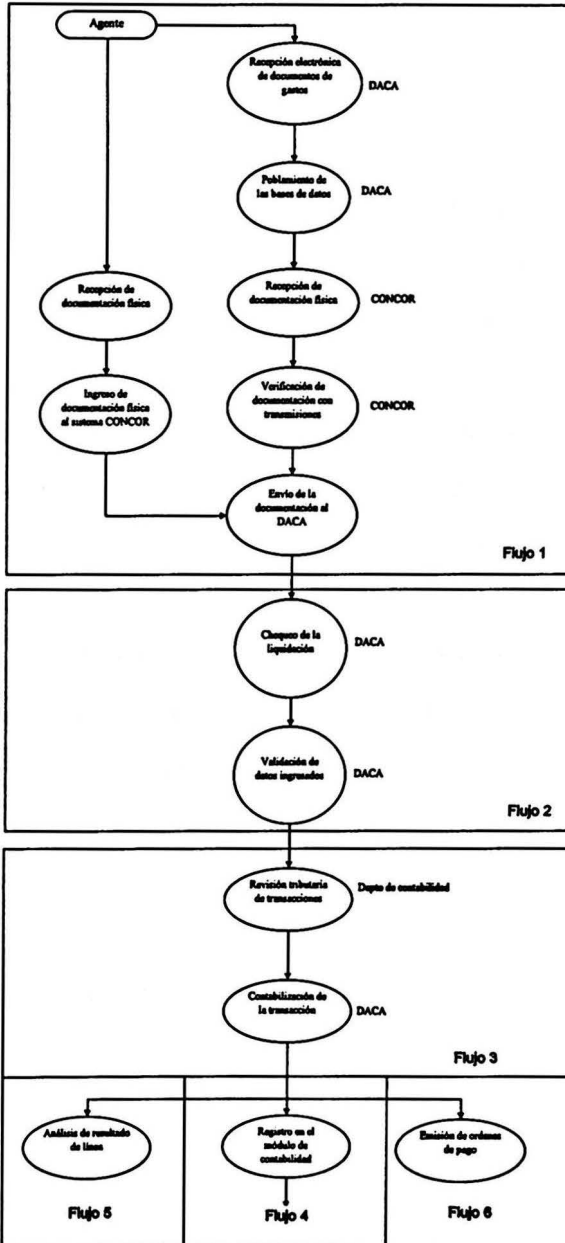 Agente
Recepción electrónica
de documentos de
gastos
DACA
Poblamiento de
las bases de datos
DACA
Recepción de
documentación física
Recepción de
documentación física
CONCOR
Ingreso de
documentación física
al sistema CONCOR
Verificación de
documentación con
transmisiones
CONCOR
Envío de la
documentación al
DACA
Flujo 1
Chequeo de la
liquidación
DACA
Validación de
datos ingresados
DACA
Flujo 2
Revisión tributaria
de transacciones
Depto de contabilidad
Contabilización de
la transacción
DACA
Flujo 3
Análisis de resultado
de línea
Flujo 5
Registro en el
módulo de
contabilidad
Flujo 4
Emisión de ordenes
de pago
Flujo 6